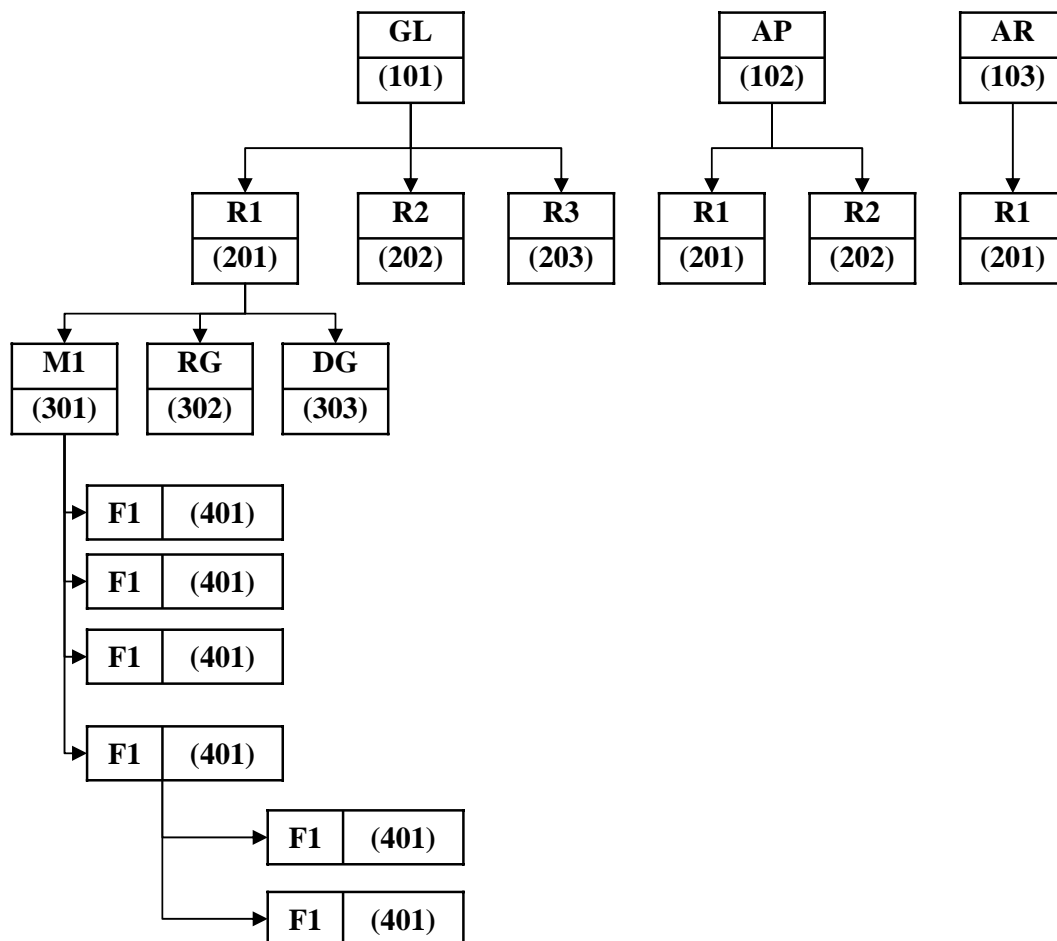 GL AP AR
(101) (102) (103)
R1 R2 R3 R1 R2 R1
(201) (202) (203) (201) (202) (201)
M1 RG DG
(301) (302) (303)
F1 (401)
F1 (401)
F1 (401)
F1 (401)
F1 (401)
F1 (401)